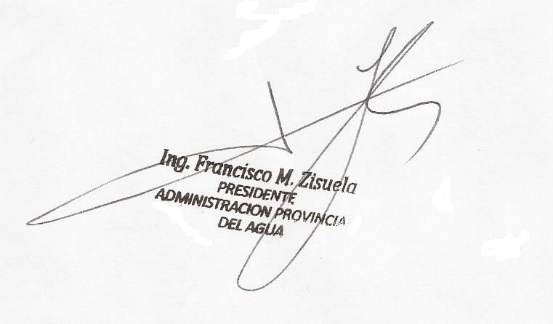 Ing. Francisco M. Zisuela
PRESIDENTE
ADMINISTRACION PROVINCIA
DEL AGUA